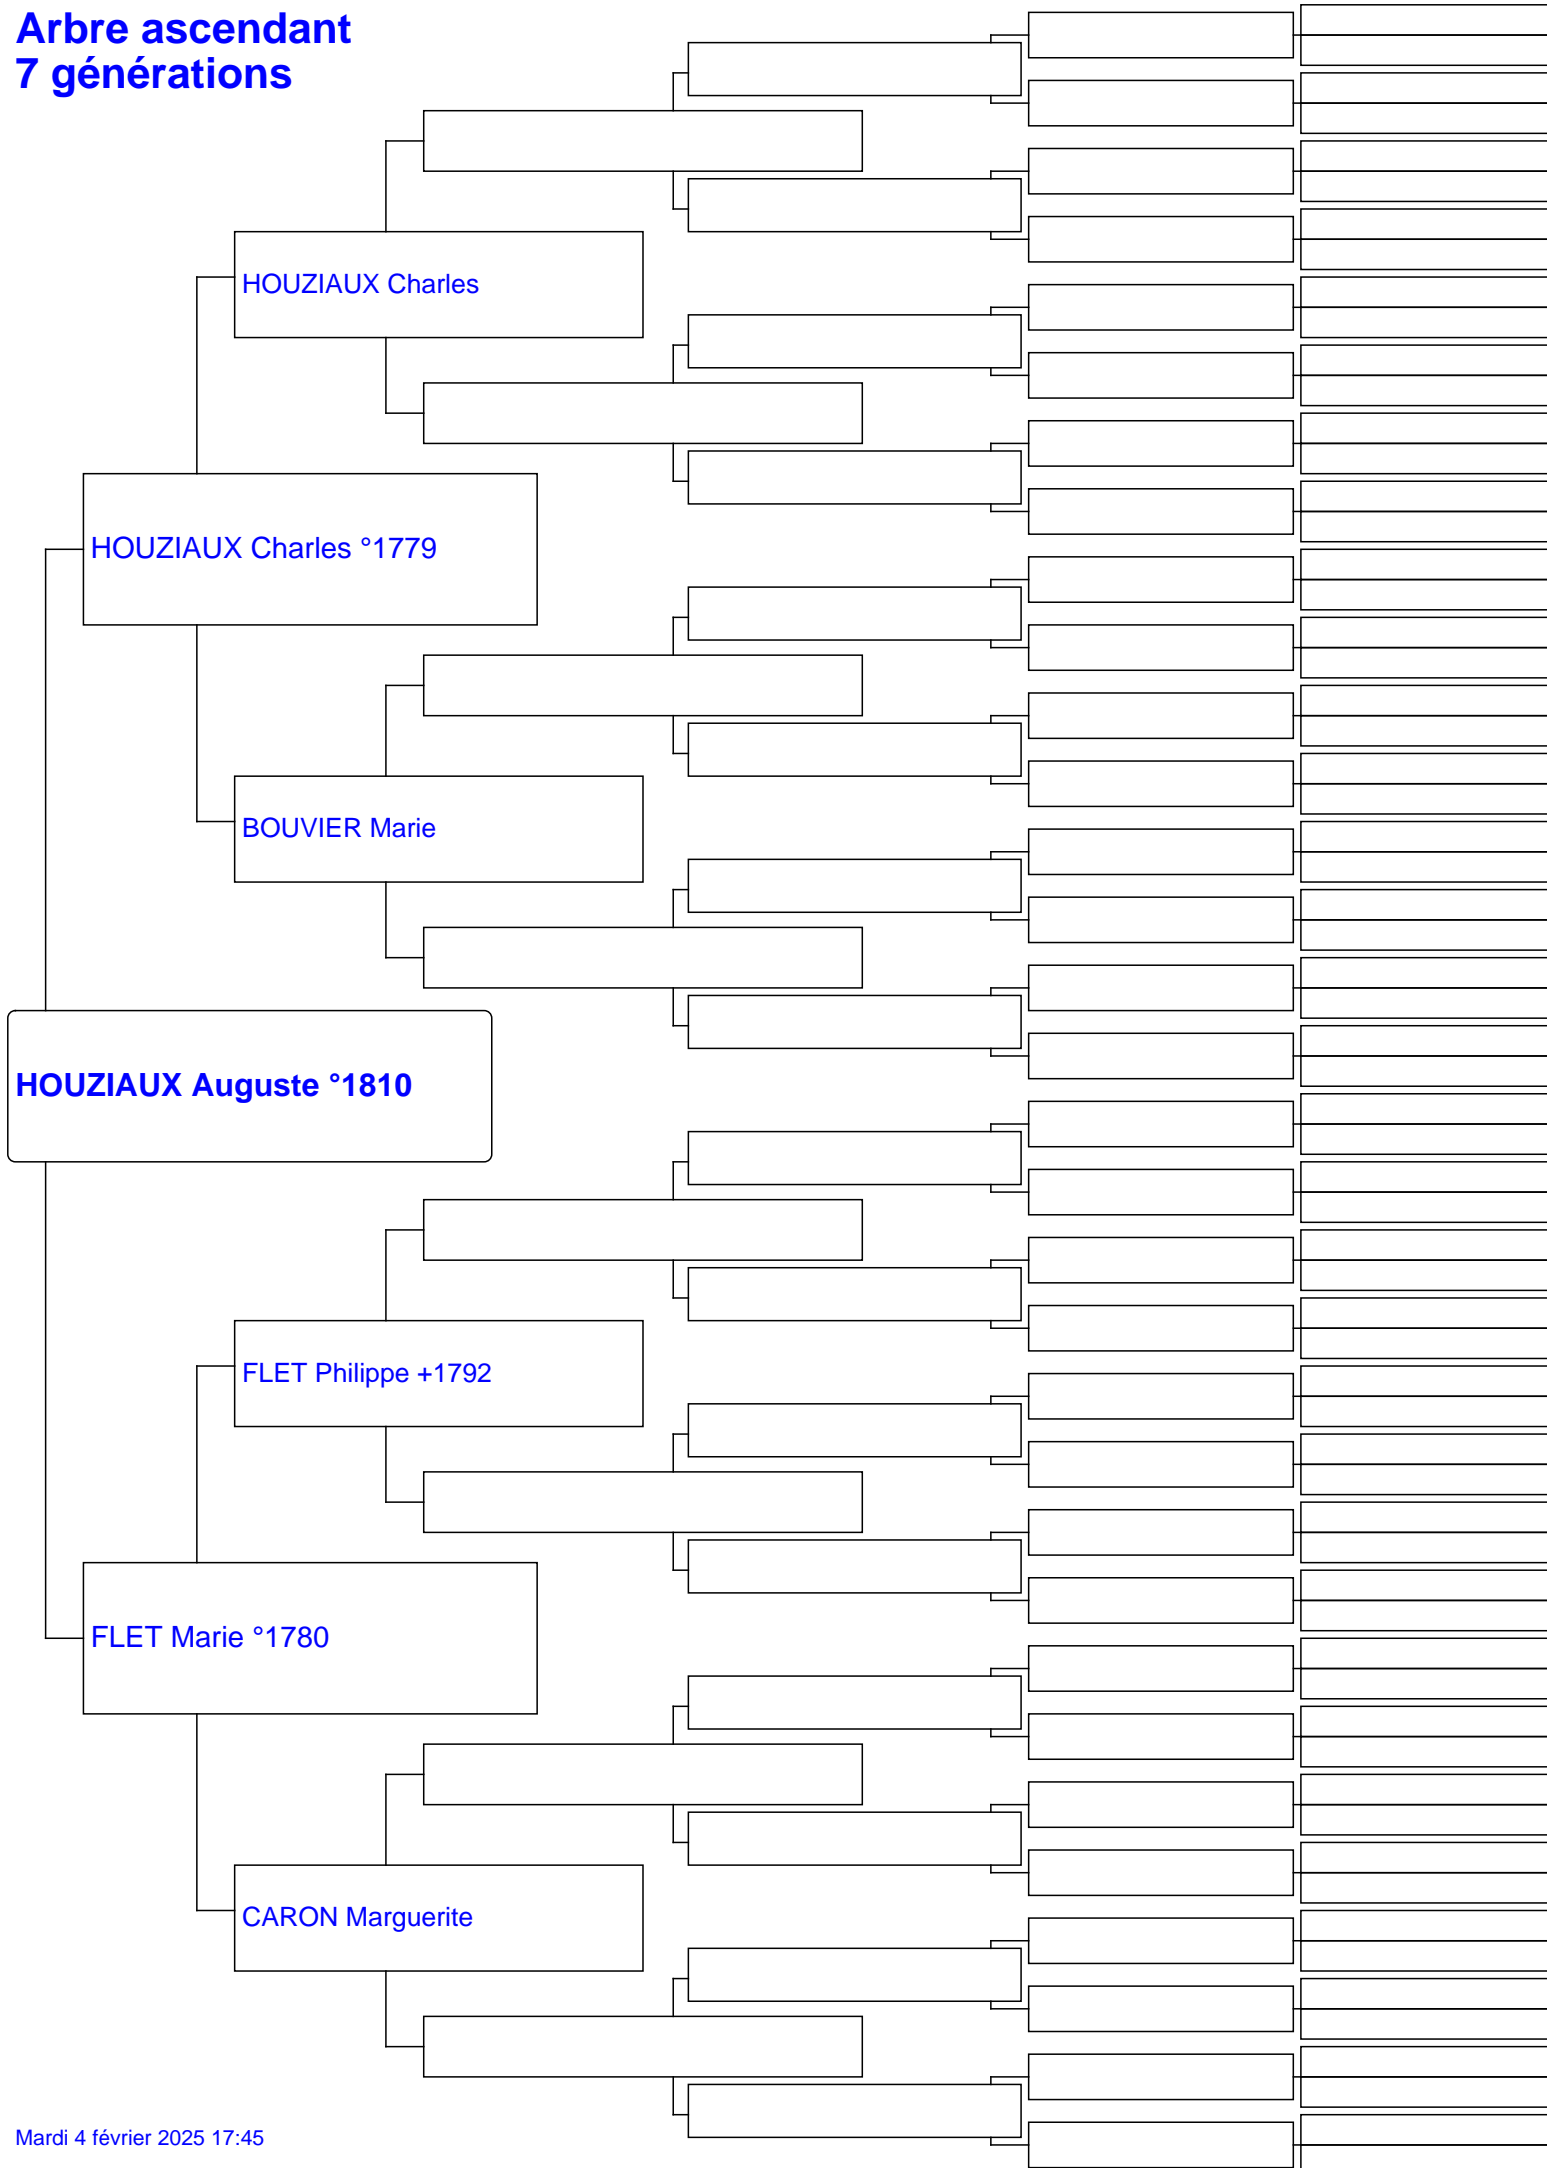 Arbre ascendant
7 générations
HOUZIAUX Charles
HOUZIAUX Charles °1779
BOUVIER Marie
HOUZIAUX Auguste °1810
FLET Philippe +1792
FLET Marie °1780
CARON Marguerite
Mardi 4 février 2025 17:45